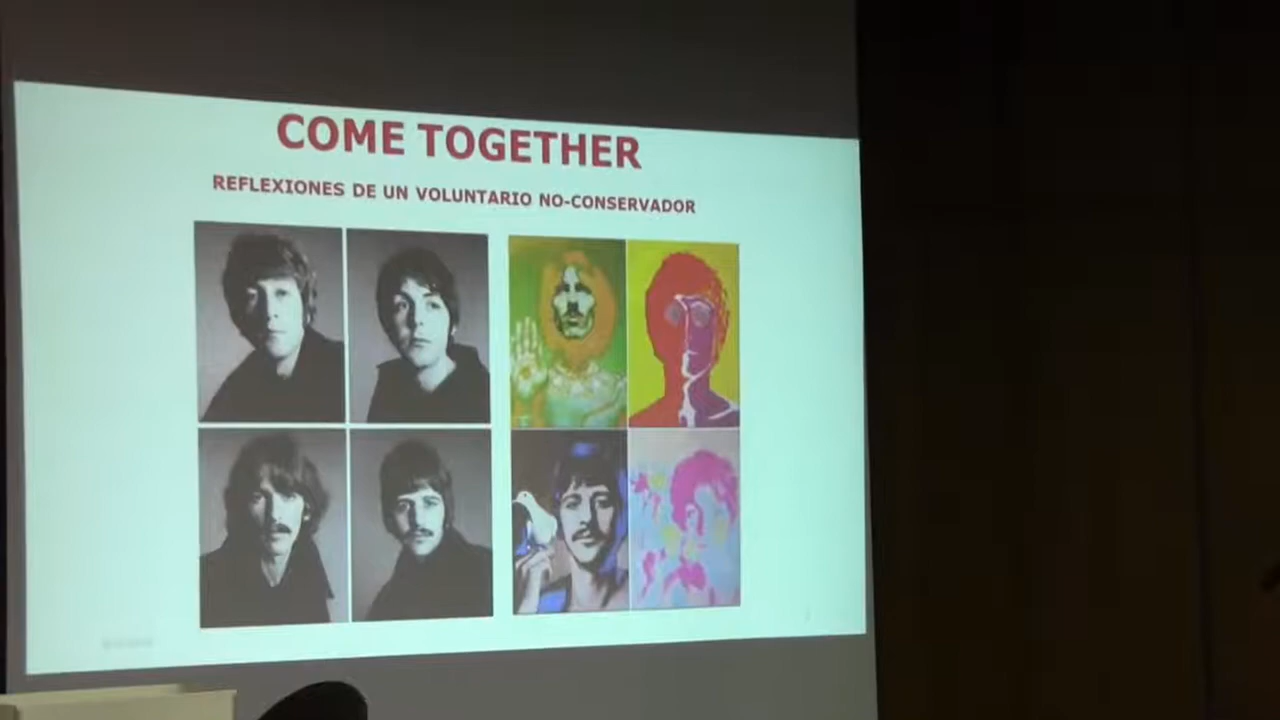 COME TOGETHER
REFLEXIONES DE UN VOLUNTARIO NO-CONSERVADOR